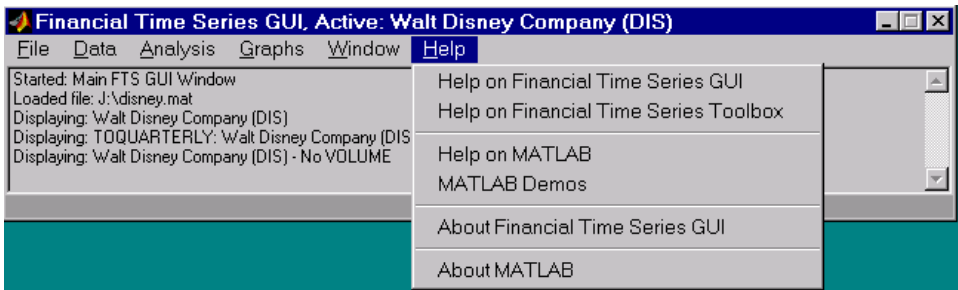 Financial Time Series GUI, Active: Walt Disney Company (DIS)
File Data Analysis Graphs Window Help
Started: Main FTS GUI Window
Loaded file: J:\disney.mat
Displaying: Walt Disney Company (DIS)
Displaying: TOQUARTERLY: Walt Disney Company (DIS
Displaying: Walt Disney Company (DIS) - No VOLUME
Help on Financial Time Series GUI
Help on Financial Time Series Toolbox
Help on MATLAB
MATLAB Demos
About Financial Time Series GUI
About MATLAB